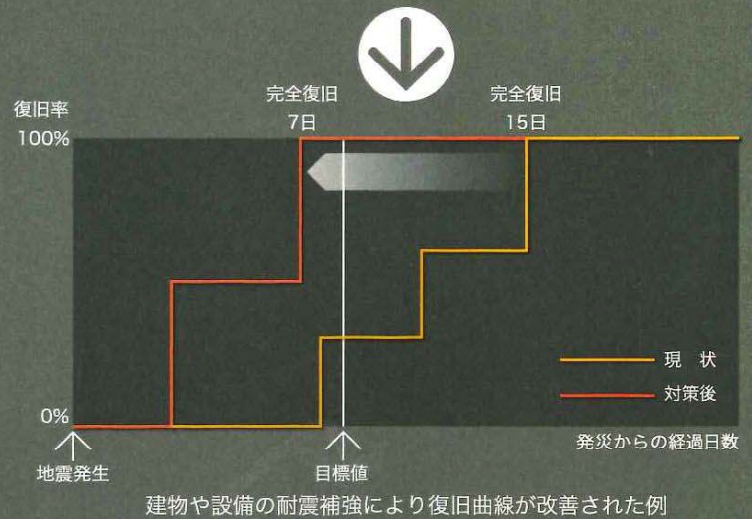 完全復旧
7日
完全復旧
15日
復旧率
100%
現 状
対策後
0%
発災からの経過日数
地震発生
目標値
建物や設備の耐震補強により復旧曲線が改善された例